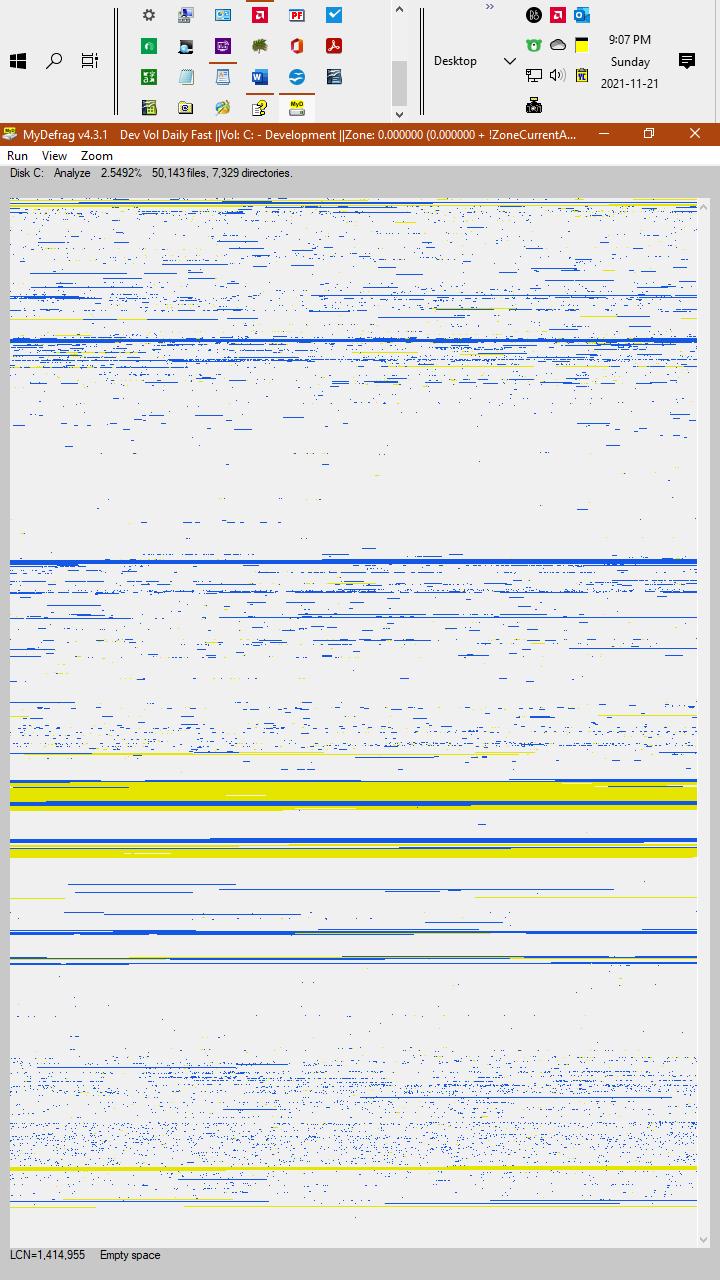 9:07 PM
Desktop
Sunday
2021-11-21
MyDefrag v4.3.1 Dev Vol Daily Fast ||Vol: C: - Development ||Zone: 0.000000 (0.000000 + !ZoneCurrentA...
Run View Zoom
Disk C: Analyze 2.5492% 50,143 files, 7,329 directories.
LCN=1,414,955 Empty space